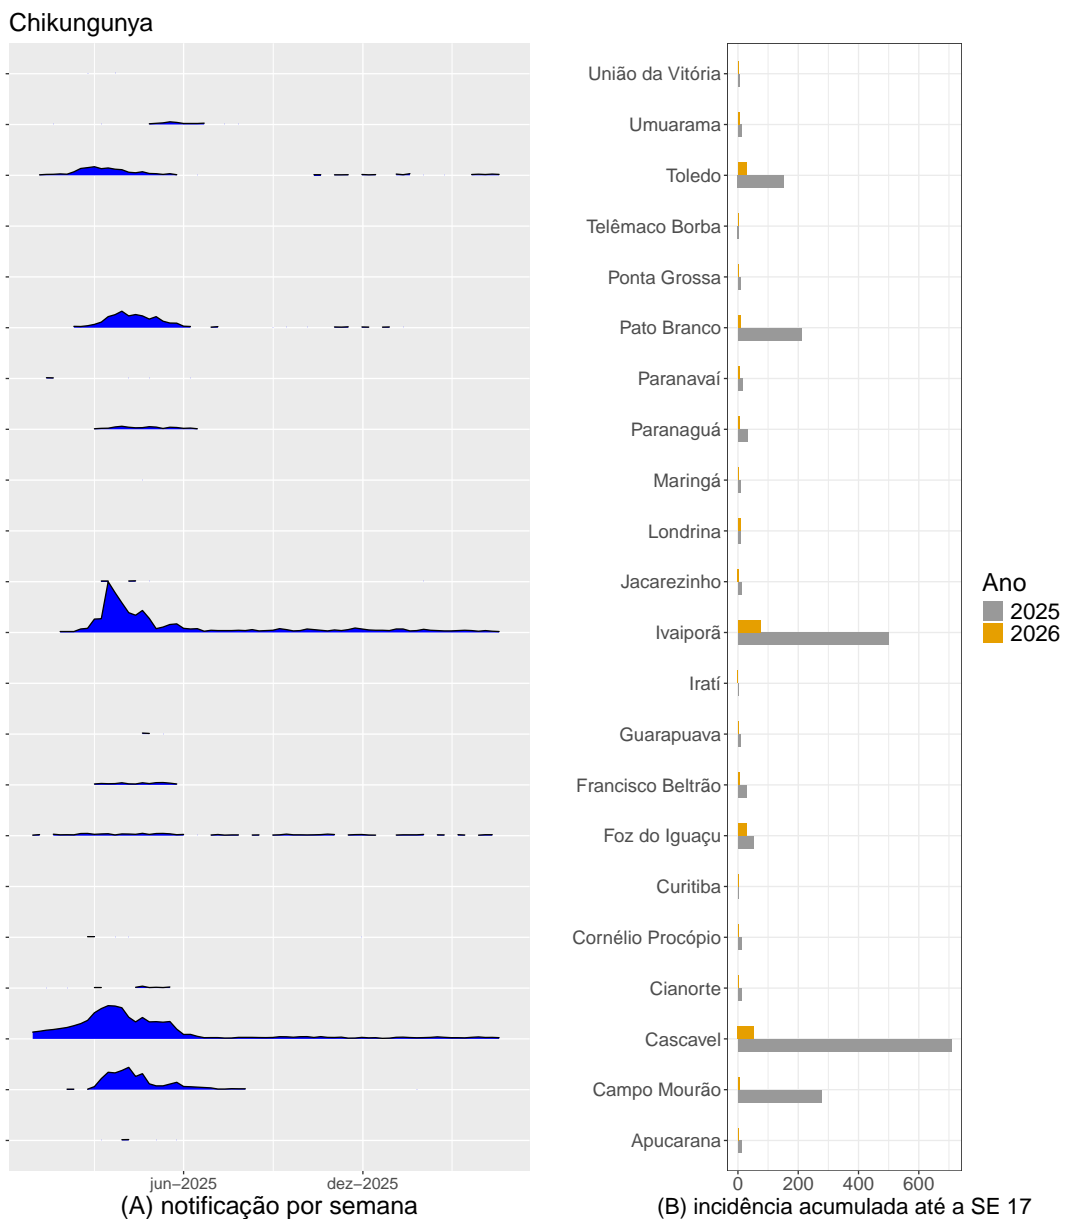 Chikungunya
União da Vitória
Umuarama
Toledo
Telêmaco Borba
Ponta Grossa
Pato Branco
Paranavaí
Paranaguá
Maringá
Londrina
Jacarezinho
Ivaiporã
Iratí
Guarapuava
Francisco Beltrão
Foz do Iguaçu
Curitiba
Cornélio Procópio
Cianorte
Cascavel
Campo Mourão
Apucarana
jun−2025 dez−2025
(A) notificação por semana
0 200 400 600
(B) incidência acumulada até a SE 17
Ano
2025
2026